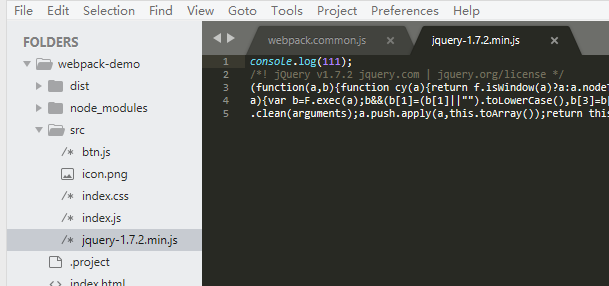 File Edit Selection Find View Goto Tools Project Preferences Help
FOLDERS
webpack-demo
dist
node_modules
src
/* btn.js
icon.png
/* index.css
/* index.js
/* jquery-1.7.2.min.js
.project
<> index.html
webpack.common.js ×
jquery-1.7.2.min.js ×
1 console.log(111);
2 /*! jQuery v1.7.2 jquery.com | jquery.org/license */
3 (function(a,b){function cy(a){return f.isWindow(a)?a:a.node
4 a){var b=F.exec(a);b&&(b[1]=(b[1]||"").toLowerCase(),b[3]=b
5 .clean(arguments);a.push.apply(a,this.toArray());return this